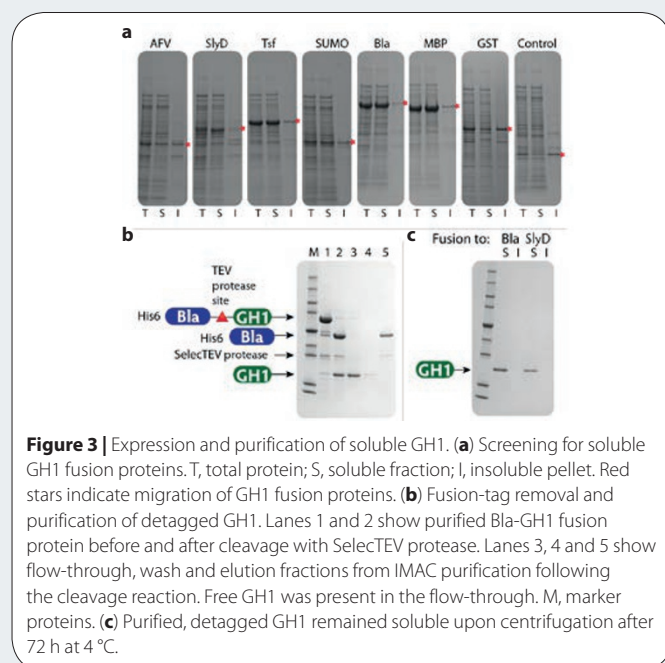 a
AFV SlyD Tsf SUMO Bla MBP GST Control
T S I T S I T S I T S I T S I T S I T S I T S I
b
M 1 2 3 4 5
TEV
protease
site
His6 Bla GH1
His6 Bla
SelecTEV protease
GH1
c
Fusion to: Bla SlyD
S I S I
GH1
Figure 3 | Expression and purification of soluble GH1. (a) Screening for soluble
GH1 fusion proteins. T, total protein; S, soluble fraction; I, insoluble pellet. Red
stars indicate migration of GH1 fusion proteins. (b) Fusion-tag removal and
purification of detagged GH1. Lanes 1 and 2 show purified Bla-GH1 fusion
protein before and after cleavage with SelecTEV protease. Lanes 3, 4 and 5 show
flow-through, wash and elution fractions from IMAC purification following
the cleavage reaction. Free GH1 was present in the flow-through. M, marker
proteins. (c) Purified, detagged GH1 remained soluble upon centrifugation after
72 h at 4 °C.